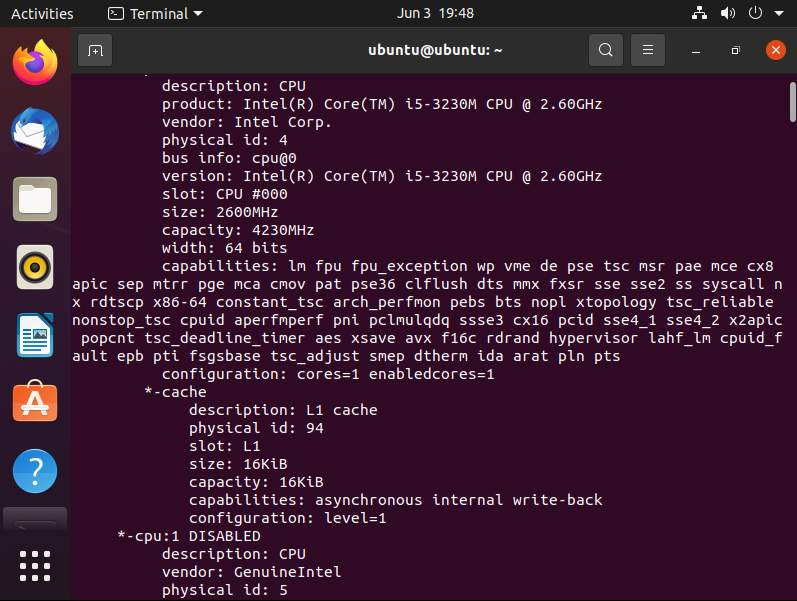 Activities
Terminal
Jun 3 19:48
ubuntu@ubuntu: ~
description: CPU
product: Intel(R) Core(TM) i5-3230M CPU @ 2.60GHz
vendor: Intel Corp.
physical id: 4
bus info: cpu@0
version: Intel(R) Core(TM) i5-3230M CPU @ 2.60GHz
slot: CPU #000
size: 2600MHz
capacity: 4230MHz
width: 64 bits
capabilities: lm fpu fpu_exception wp vme de pse tsc msr pae mce cx8
apic sep mtrr pge mca cmov pat pse36 clflush dts mmx fxsr sse sse2 ss syscall n
x rdtscp x86-64 constant_tsc arch_perfmon pebs bts nopl xtopology tsc_reliable
nonstop_tsc cpuid aperfmperf pni pclmulqdq ssse3 cx16 pcid sse4_1 sse4_2 x2apic
popcnt tsc_deadline_timer aes xsave avx f16c rdrand hypervisor lahf_lm cpuid_f
ault epb pti fsgsbase tsc_adjust smep dtherm ida arat pln pts
configuration: cores=1 enabledcores=1
*-cache
description: L1 cache
physical id: 94
slot: L1
size: 16KiB
capacity: 16KiB
capabilities: asynchronous internal write-back
configuration: level=1
*-cpu:1 DISABLED
description: CPU
vendor: GenuineIntel
physical id: 5